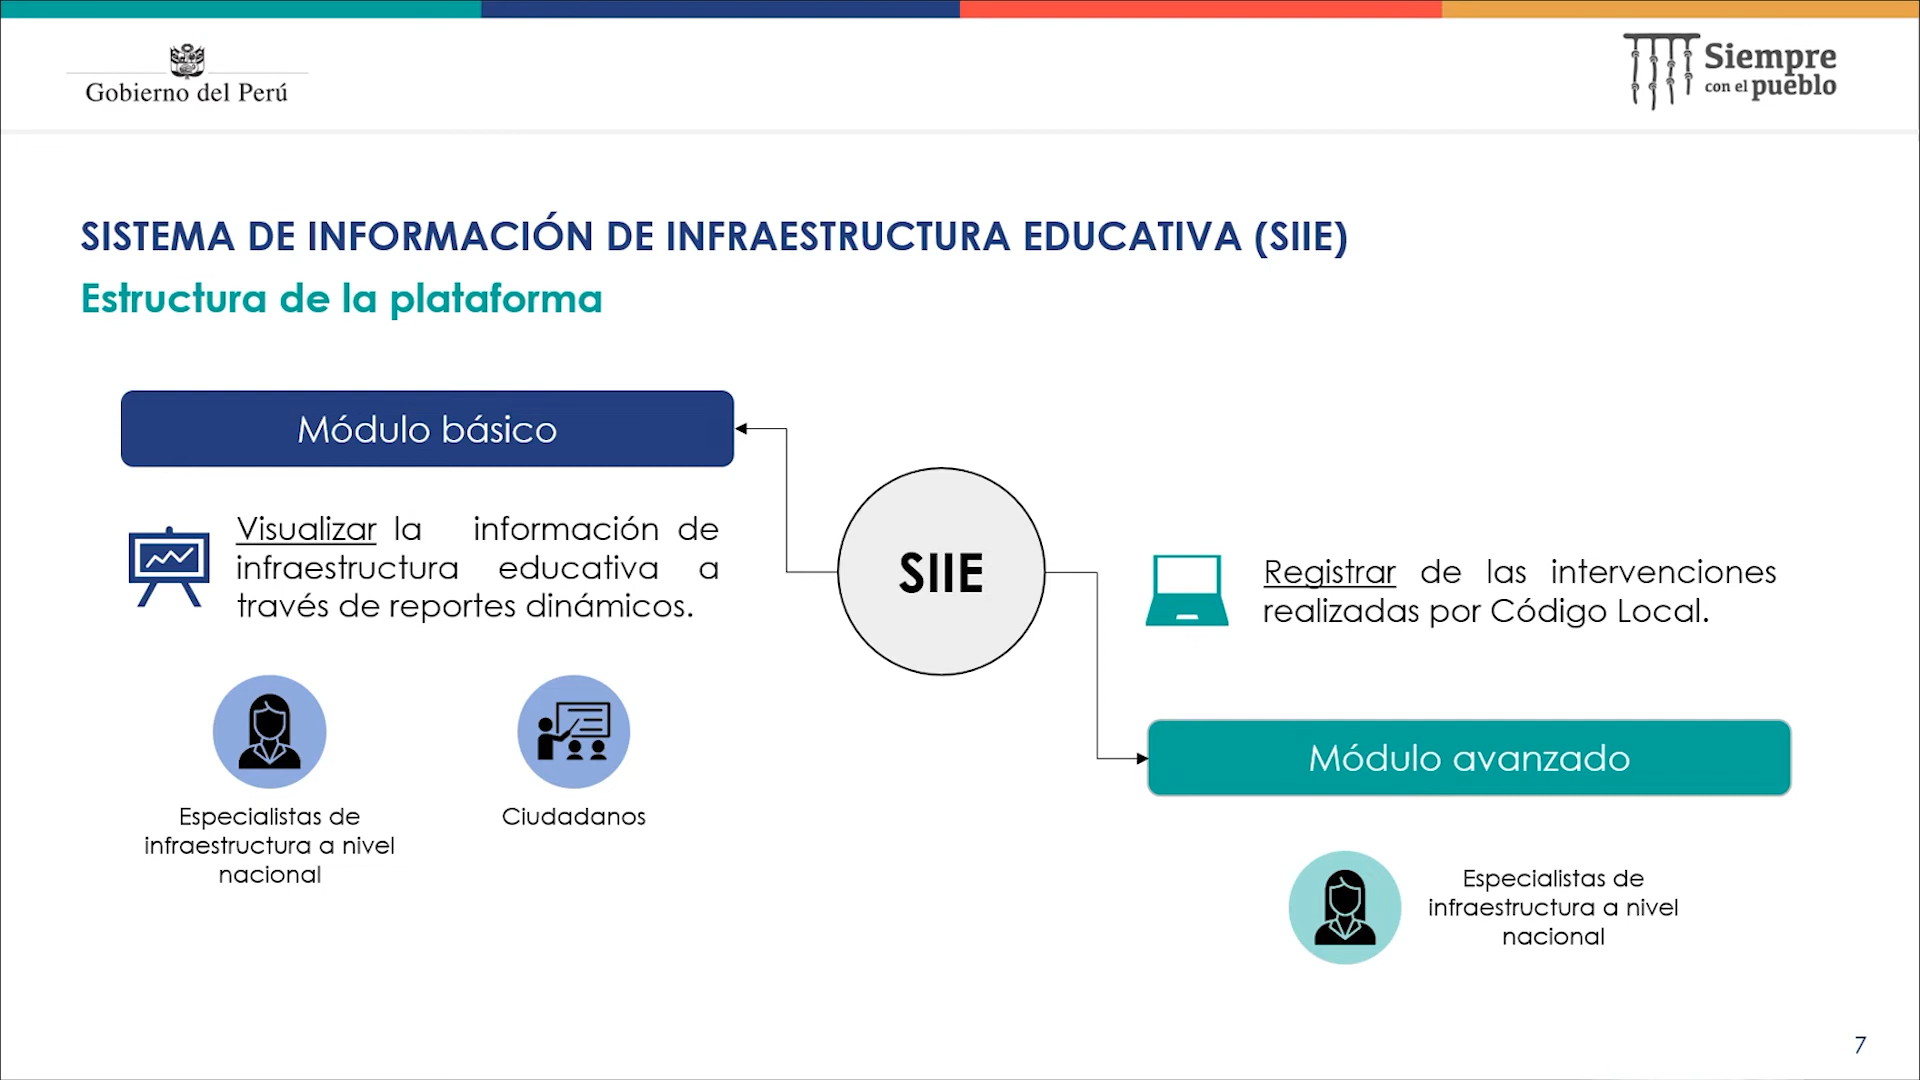 Gobierno del Perú
Siempre
con el pueblo
SISTEMA DE INFORMACIÓN DE INFRAESTRUCTURA EDUCATIVA (SIIE)
Estructura de la plataforma
Módulo básico
Visualizar la información de
infraestructura educativa a
través de reportes dinámicos.
Especialistas de
infraestructura a nivel
nacional
Ciudadanos
SIIE
Registrar de las intervenciones
realizadas por Código Local.
Módulo avanzado
Especialistas de
infraestructura a nivel
nacional
7